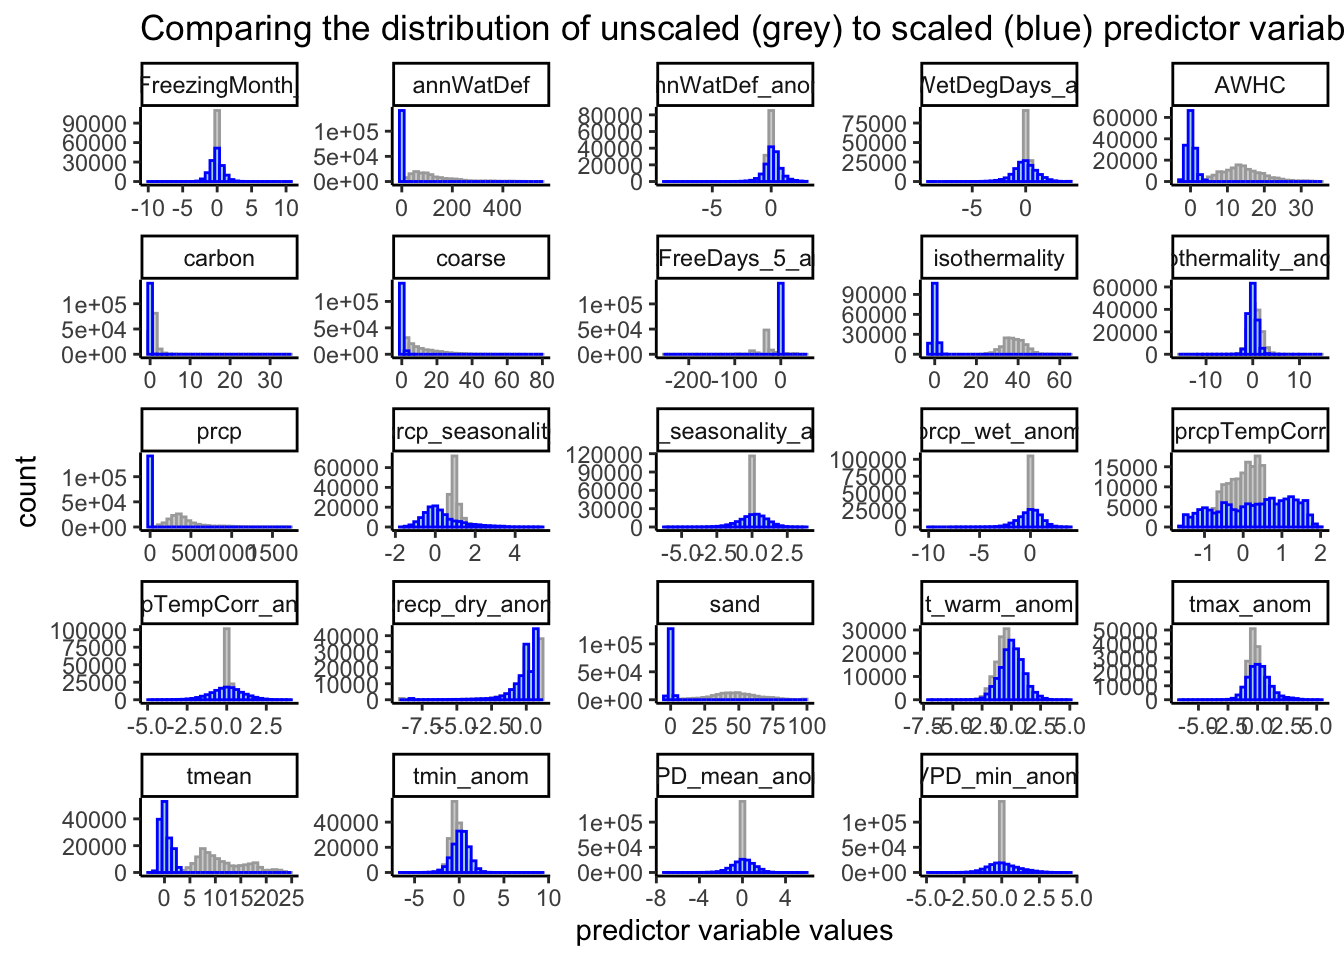 Comparing the distribution of unscaled (grey) to scaled (blue) predictor variab
FreezingMonth_ annWatDef nnWatDef_ano WetDegDays_a AWHC
90000 60000 30000 0
1e+05 5e+04 0e+00
80000 60000 40000 20000 0
75000 50000 25000 0
60000 40000 20000 0
-10 -5 0 5 10
0 200 400
-5 0
-5 0
0 10 20 30
carbon coarse FreeDays_5_a isothermality othermality_ano
1e+05 5e+04 0e+00
1e+05 5e+04 0e+00
1e+05 5e+04 0e+00
90000 60000 30000 0
60000 40000 20000 0
0 10 20 30
0 20 40 60 80
-200 -100 0
0 20 40 60
-10 0 10
prcp rcp_seasonalit _seasonality_a prcp_wet_anom prcpTempCorr
1e+05 5e+04 0e+00
60000 40000 20000 0
120000 90000 60000 30000 0
100000 75000 50000 25000 0
15000 10000 5000 0
0 500 1000 1500
-2 0 2 4
-5.0 -2.5 0.0 2.5
-10 -5 0
-1 0 1 2
pTempCorr_an recp_dry_anor sand t_warm_anom tmax_anom
100000 75000 50000 25000 0
40000 30000 20000 10000 0
1e+05 5e+04 0e+00
30000 20000 10000 0
50000 40000 30000 20000 10000 0
-5.0 -2.5 0.0 2.5
-7.5 -5.0 -2.5 0.0
0 25 50 75 100
-7.5 -5.0 -2.5 0.0 2.5 5.0
-5.0 -2.5 0.0 2.5 5.0
tmean tmin_anom PD_mean_ano VPD_min_anom
40000 20000 0
40000 20000 0
1e+05 5e+04 0e+00
1e+05 5e+04 0e+00
0 5 10 15 20 25
-5 0 5 10
-8 -4 0 4
-5.0 -2.5 0.0 2.5 5.0
count
predictor variable values